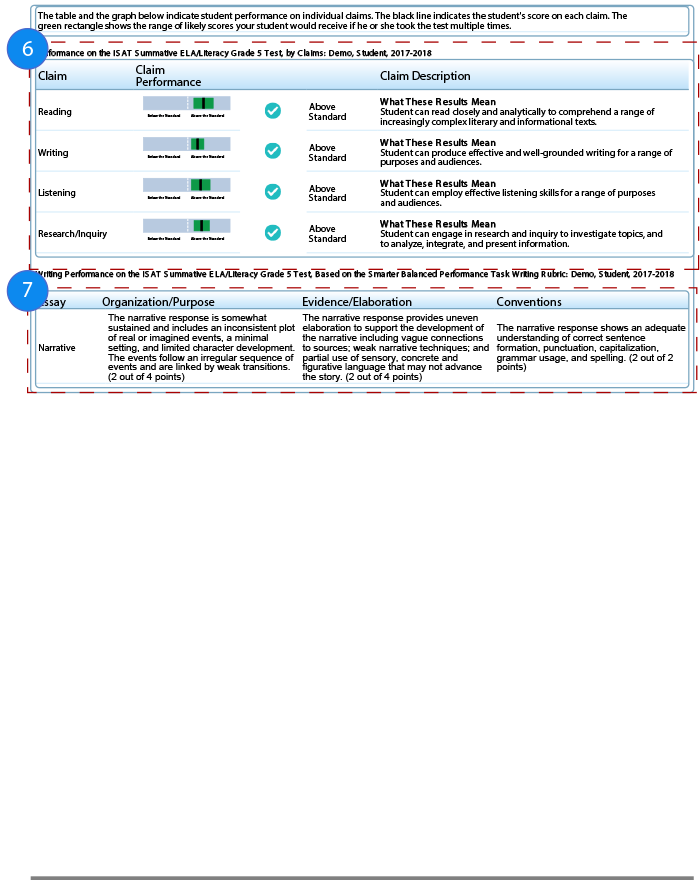 The table and the graph below indicate student performance on individual claims. The black line indicates the student's score on each claim. The
green rectangle shows the range of likely scores your student would receive if he or she took the test multiple times.
6
formance on the ISAT Summative ELA/Literacy Grade 5 Test, by Claims: Demo, Student, 2017-2018
Claim
Claim
Performance
Claim Description
Reading
Below the Standard Above the Standard
Above
Standard
What These Results Mean
Student can read closely and analytically to comprehend a range of
increasingly complex literary and informational texts.
Writing
Below the Standard Above the Standard
Above
Standard
What These Results Mean
Student can produce effective and well-grounded writing for a range of
purposes and audiences.
Listening
Below the Standard Above the Standard
Above
Standard
What These Results Mean
Student can employ effective listening skills for a range of purposes
and audiences.
Research/Inquiry
Below the Standard Above the Standard
Above
Standard
What These Results Mean
Student can engage in research and inquiry to investigate topics, and
to analyze, integrate, and present information.
Writing Performance on the ISAT Summative ELA/Literacy Grade 5 Test, Based on the Smarter Balanced Performance Task Writing Rubric: Demo, Student, 2017-2018
7
ssay
Organization/Purpose
Evidence/Elaboration
Conventions
Narrative
The narrative response is somewhat
sustained and includes an inconsistent plot
of real or imagined events, a minimal
setting, and limited character development.
The events follow an irregular sequence of
events and are linked by weak transitions.
(2 out of 4 points)
The narrative response provides uneven
elaboration to support the development of
the narrative including vague connections
to sources; weak narrative techniques; and
partial use of sensory, concrete and
figurative language that may not advance
the story. (2 out of 4 points)
The narrative response shows an adequate
understanding of correct sentence
formation, punctuation, capitalization,
grammar usage, and spelling. (2 out of 2
points)